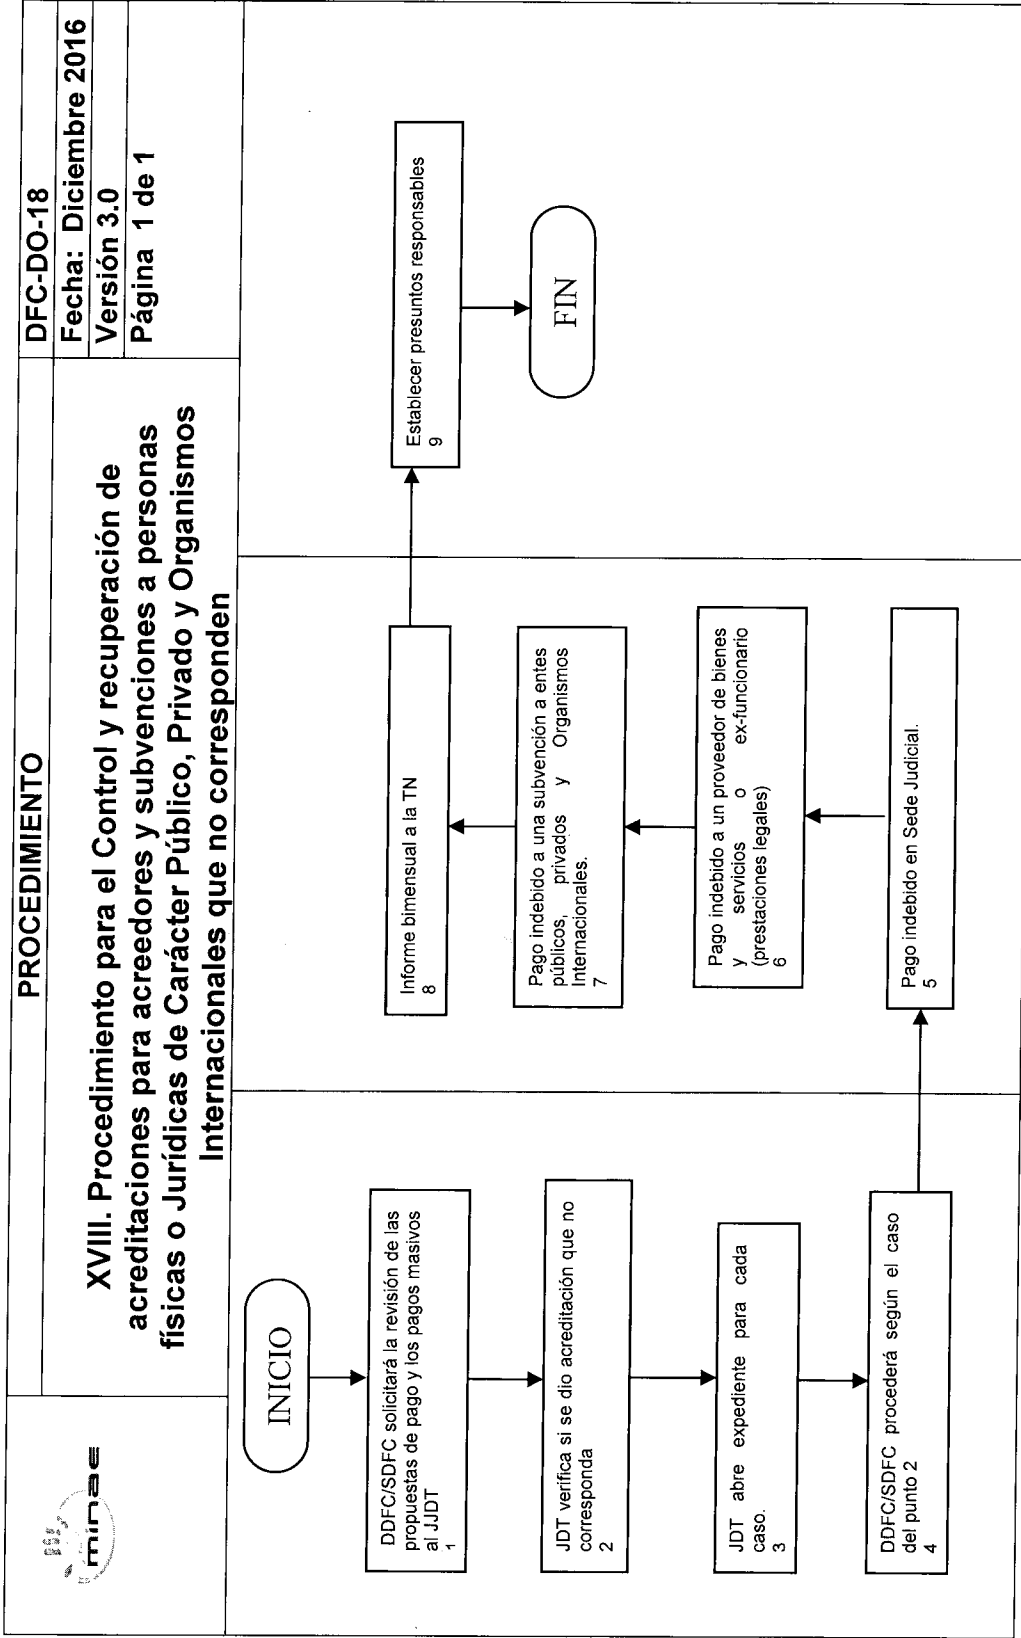 minae
PROCEDIMIENTO
XVIII. Procedimiento para el Control y recuperación de
acreditaciones para acreedores y subvenciones a personas
físicas o Jurídicas de Carácter Público, Privado y Organismos
Internacionales que no corresponden
DFC-DO-18
Fecha: Diciembre 2016
Versión 3.0
Página 1 de 1
INICIO
DDFC/SDFC solicitará la revisión de las
propuestas de pago y los pagos masivos
al JJDT
1
JDT verifica si se dio acreditación que no
corresponda
2
JDT abre expediente para cada
caso.
3
DDFC/SDFC procederá según el caso
del punto 2
4
Pago indebido en Sede Judicial.
5
Pago indebido a un proveedor de bienes
y servicios o ex-funcionario
(prestaciones legales)
6
Pago indebido a una subvención a entes
públicos, privados y Organismos
Internacionales.
7
Informe bimensual a la TN
8
Establecer presuntos responsables
9
FIN